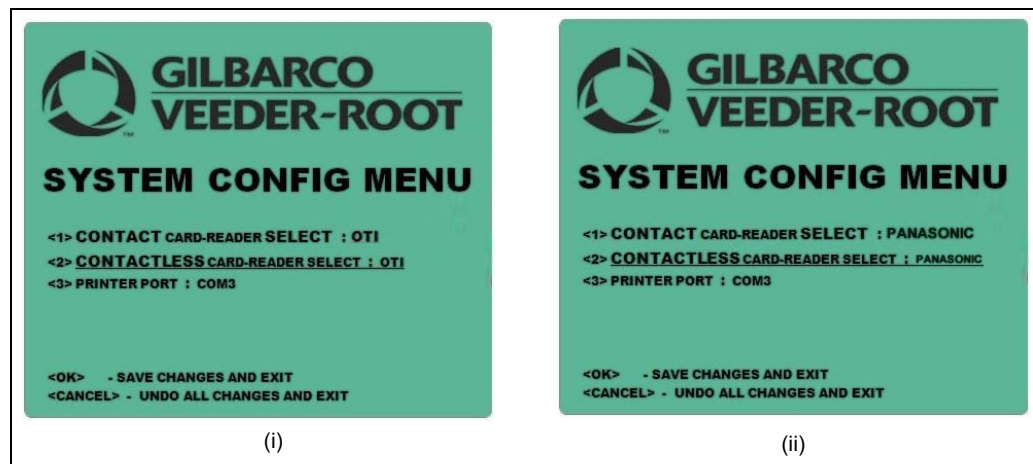 GILBARCO
VEEDER-ROOT
™
SYSTEM CONFIG MENU
<1> CONTACT CARD-READER SELECT : OTI
<2> CONTACTLESS CARD-READER SELECT : OTI
<3> PRINTER PORT : COM3
<OK> - SAVE CHANGES AND EXIT
<CANCEL> - UNDO ALL CHANGES AND EXIT
(i)
GILBARCO
VEEDER-ROOT
™
SYSTEM CONFIG MENU
<1> CONTACT CARD-READER SELECT : PANASONIC
<2> CONTACTLESS CARD-READER SELECT : PANASONIC
<3> PRINTER PORT : COM3
<OK> - SAVE CHANGES AND EXIT
<CANCEL> - UNDO ALL CHANGES AND EXIT
(ii)